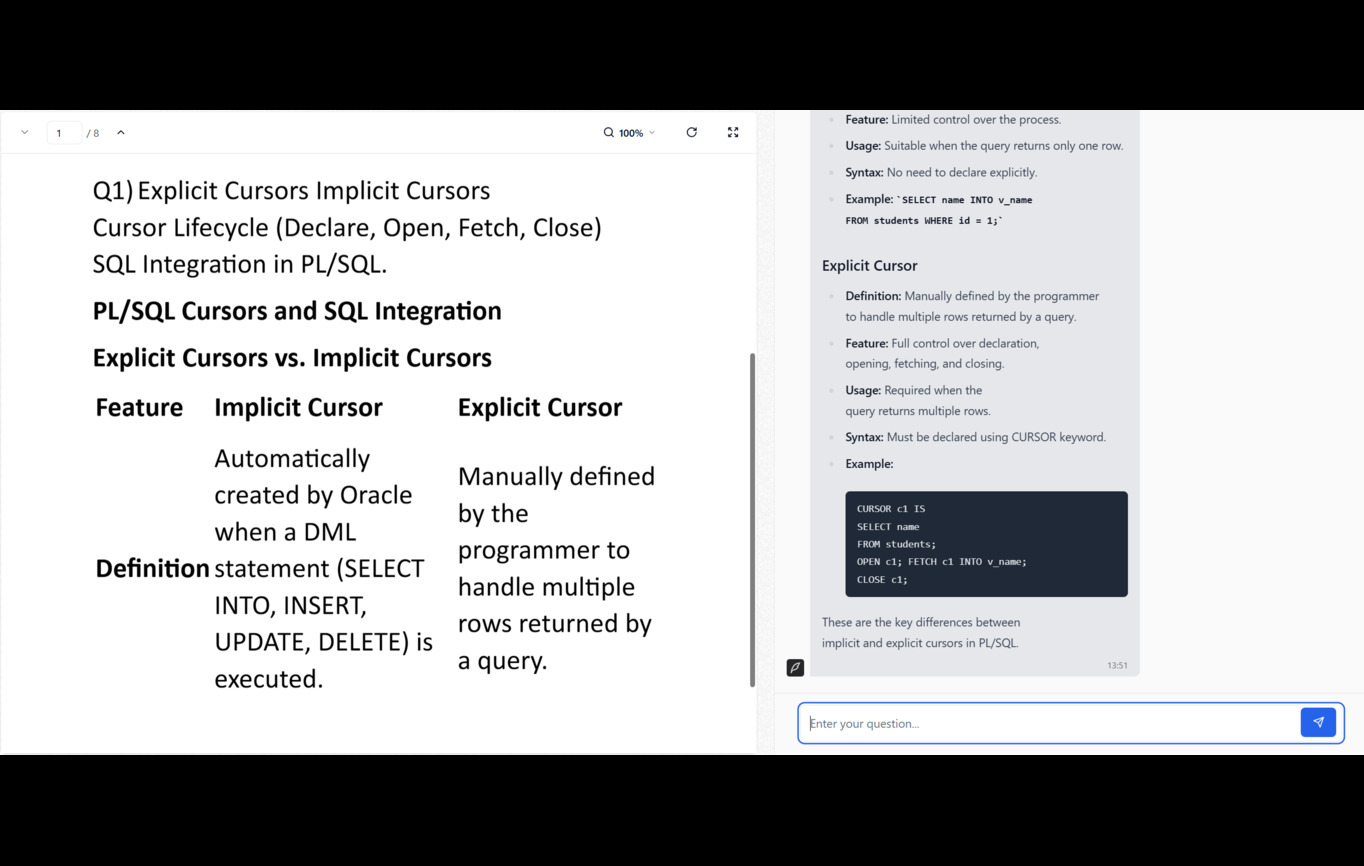 1 / 8
100%
Q1) Explicit Cursors Implicit Cursors
Cursor Lifecycle (Declare, Open, Fetch, Close)
SQL Integration in PL/SQL.
PL/SQL Cursors and SQL Integration
Explicit Cursors vs. Implicit Cursors
Feature Implicit Cursor Explicit Cursor
Definition
Automatically
created by Oracle
when a DML
statement (SELECT
INTO, INSERT,
UPDATE, DELETE) is
executed.
Manually defined
by the
programmer to
handle multiple
rows returned by
a query.
Feature: Limited control over the process.
Usage: Suitable when the query returns only one row.
Syntax: No need to declare explicitly.
Example: `SELECT name INTO v_name
FROM students WHERE id = 1;`
Explicit Cursor
Definition: Manually defined by the programmer
to handle multiple rows returned by a query.
Feature: Full control over declaration,
opening, fetching, and closing.
Usage: Required when the
query returns multiple rows.
Syntax: Must be declared using CURSOR keyword.
Example:
CURSOR c1 IS
SELECT name
FROM students;
OPEN c1; FETCH c1 INTO v_name;
CLOSE c1;
These are the key differences between
implicit and explicit cursors in PL/SQL.
13:51
Enter your question...